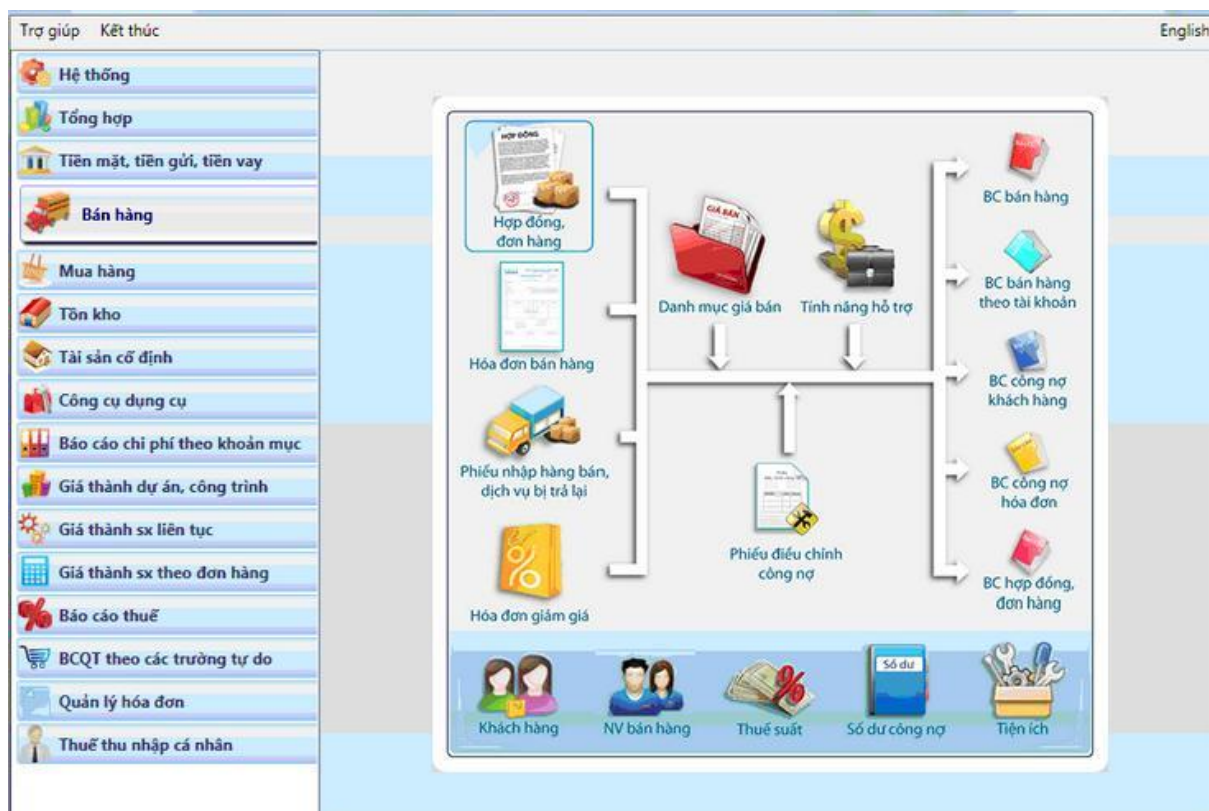 Trợ giúp Kết thúc English
Hệ thống
Tổng hợp
Tiền mặt, tiền gửi, tiền vay
Bán hàng
Mua hàng
Tồn kho
Tài sản cố định
Công cụ dụng cụ
Báo cáo chi phí theo khoản mục
Giá thành dự án, công trình
Giá thành sx liên tục
Giá thành sx theo đơn hàng
Báo cáo thuế
BCQT theo các trường tự do
Quản lý hóa đơn
Thuế thu nhập cá nhân
HỢP ĐỒNG
Hợp đồng,
đơn hàng
Hóa đơn bán hàng
Phiếu nhập hàng bán,
dịch vụ bị trả lại
Hóa đơn giảm giá
GIÁ BÁN
Danh mục giá bán
Tính năng hỗ trợ
Phiếu điều chỉnh
công nợ
BC bán hàng
BC bán hàng
theo tài khoản
BC công nợ
khách hàng
BC công nợ
hóa đơn
BC hợp đồng,
đơn hàng
Khách hàng
NV bán hàng
Thuế suất
Số dư
Số dư công nợ
Tiện ích